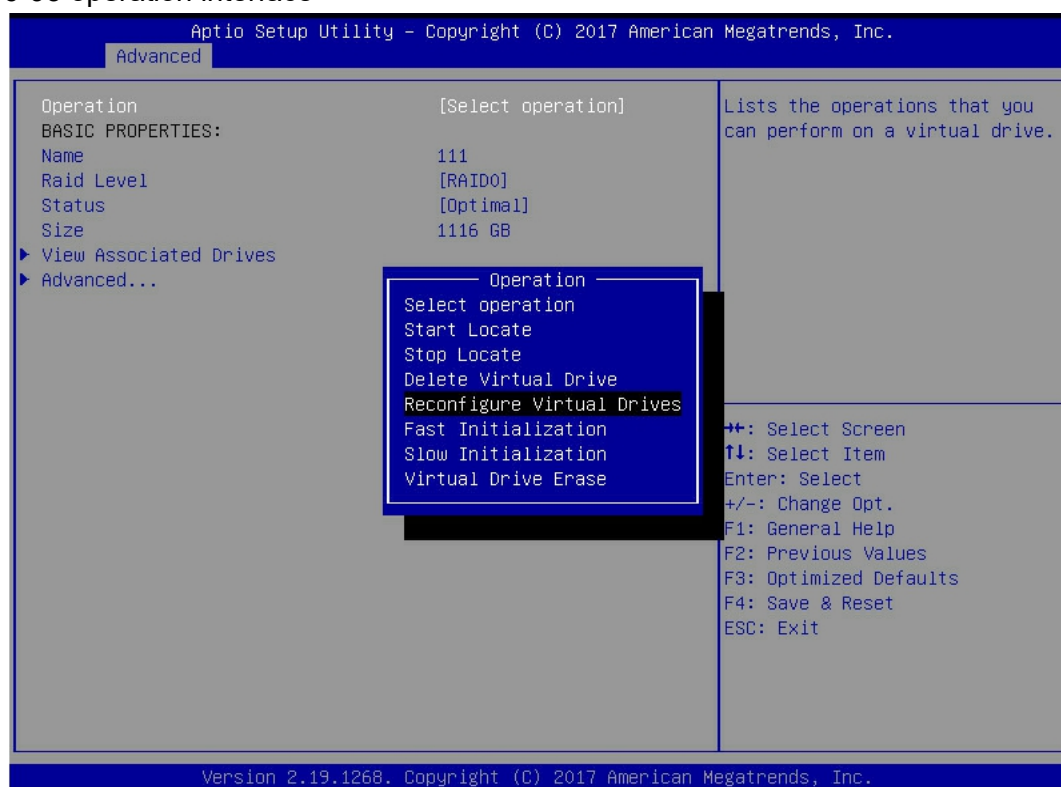 operation interface
Aptio Setup Utility – Copyright (C) 2017 American Megatrends, Inc.
Advanced
Operation [Select operation]
BASIC PROPERTIES:
Name 111
Raid Level [RAID0]
Status [Optimal]
Size 1116 GB
▶ View Associated Drives
▶ Advanced...
Lists the operations that you
can perform on a virtual drive.
Operation
Select operation
Start Locate
Stop Locate
Delete Virtual Drive
Reconfigure Virtual Drives
Fast Initialization
Slow Initialization
Virtual Drive Erase
→←: Select Screen
↑↓: Select Item
Enter: Select
+/-: Change Opt.
F1: General Help
F2: Previous Values
F3: Optimized Defaults
F4: Save & Reset
ESC: Exit
Version 2.19.1268. Copyright (C) 2017 American Megatrends, Inc.